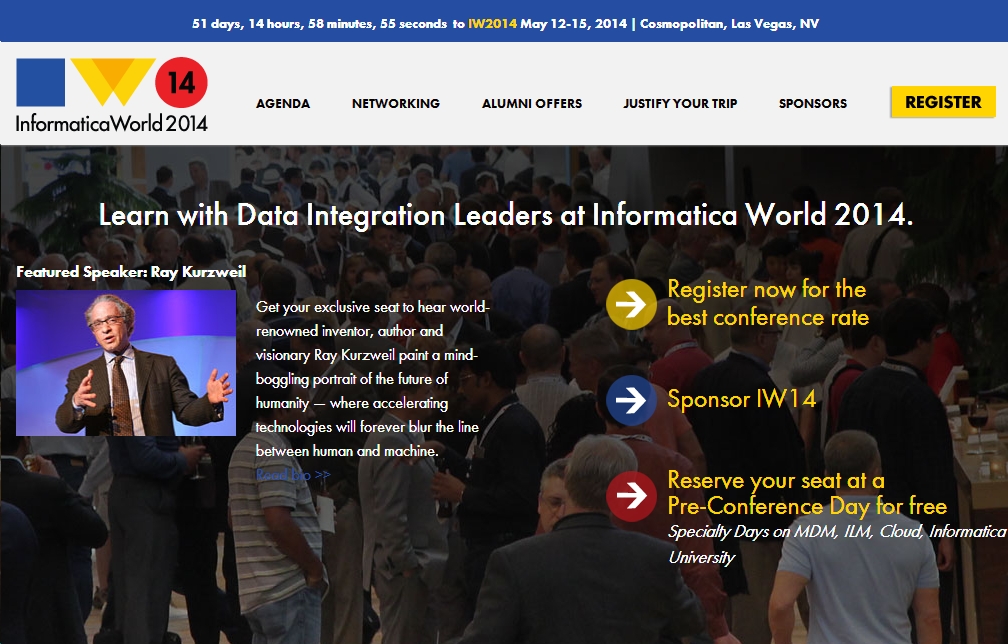 51 days, 14 hours, 58 minutes, 55 seconds to IW2014 May 12-15, 2014 | Cosmopolitan, Las Vegas, NV
14
InformaticaWorld 2014
AGENDA NETWORKING ALUMNI OFFERS JUSTIFY YOUR TRIP SPONSORS REGISTER
Learn with Data Integration Leaders at Informatica World 2014.
Featured Speaker: Ray Kurzweil
Get your exclusive seat to hear world-
renowned inventor, author and
visionary Ray Kurzweil paint a mind-
boggling portrait of the future of
humanity — where accelerating
technologies will forever blur the line
between human and machine.
Read bio >>
Register now for the
best conference rate
Sponsor IW14
Reserve your seat at a
Pre-Conference Day for free
Specialty Days on MDM, ILM, Cloud, Informatica
University